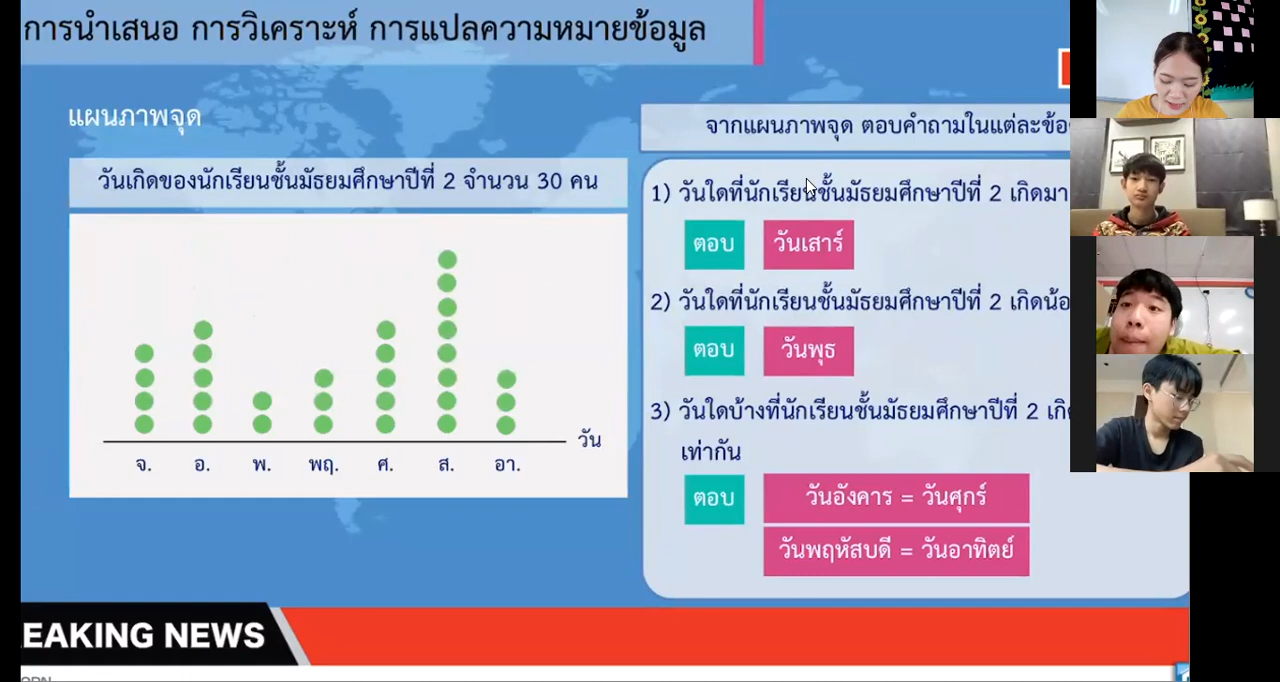 การนำเสนอ การวิเคราะห์ การแปลความหมายข้อมูล
แผนภาพจุด
วันเกิดของนักเรียนชั้นมัธยมศึกษาปีที่ 2 จำนวน 30 คน
วัน
จ. อ. พ. พฤ. ศ. ส. อา.
จากแผนภาพจุด ตอบคำถามในแต่ละข้อ
1) วันใดที่นักเรียนชั้นมัธยมศึกษาปีที่ 2 เกิดมา
ตอบ วันเสาร์
2) วันใดที่นักเรียนชั้นมัธยมศึกษาปีที่ 2 เกิดน้อ
ตอบ วันพุธ
3) วันใดบ้างที่นักเรียนชั้นมัธยมศึกษาปีที่ 2 เกิ
เท่ากัน
ตอบ วันอังคาร = วันศุกร์
วันพฤหัสบดี = วันอาทิตย์
EAKING NEWS